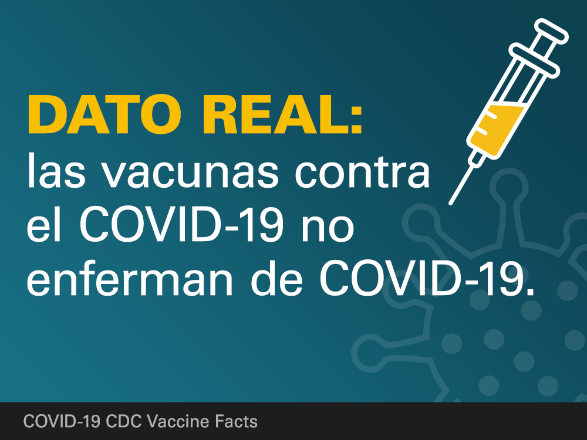 DATO REAL:
las vacunas contra
el COVID-19 no
enferman de COVID-19.
COVID-19 CDC Vaccine Facts